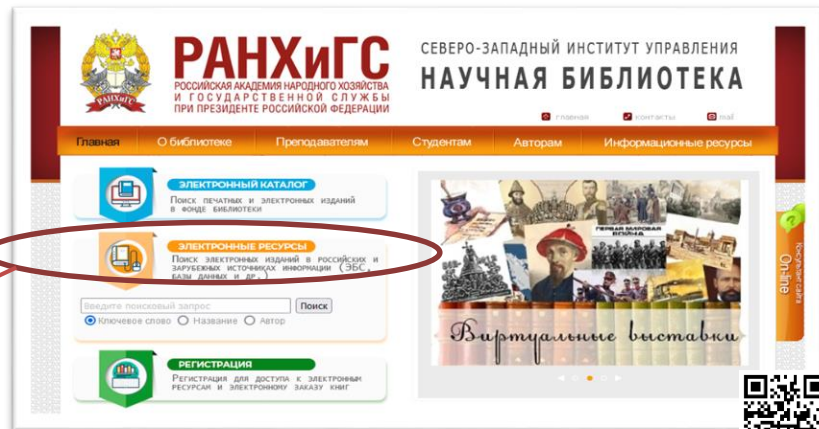 РАНХиГС
РОССИЙСКАЯ АКАДЕМИЯ НАРОДНОГО ХОЗЯЙСТВА
И ГОСУДАРСТВЕННОЙ СЛУЖБЫ
ПРИ ПРЕЗИДЕНТЕ РОССИЙСКОЙ ФЕДЕРАЦИИ
РАНХиГС
СЕВЕРО-ЗАПАДНЫЙ ИНСТИТУТ УПРАВЛЕНИЯ
НАУЧНАЯ БИБЛИОТЕКА
главная контакты mail
Главная О библиотеке Преподавателям Студентам Авторам Информационные ресурсы
ЭЛЕКТРОННЫЙ КАТАЛОГ
Поиск печатных и электронных изданий
в фонде библиотеки
ЭЛЕКТРОННЫЕ РЕСУРСЫ
Поиск электронных изданий в российских и
зарубежных источниках информации (ЭБС,
базы данных и др.)
Введите поисковый запрос Поиск
Ключевое слово Название Автор
РЕГИСТРАЦИЯ
Регистрация для доступа к электронным
ресурсам и электронному заказу книг
ПЕРВАЯ МИРОВАЯ
ВОЙНА
Виртуальные выставки
?
Консультант сайта
On-line